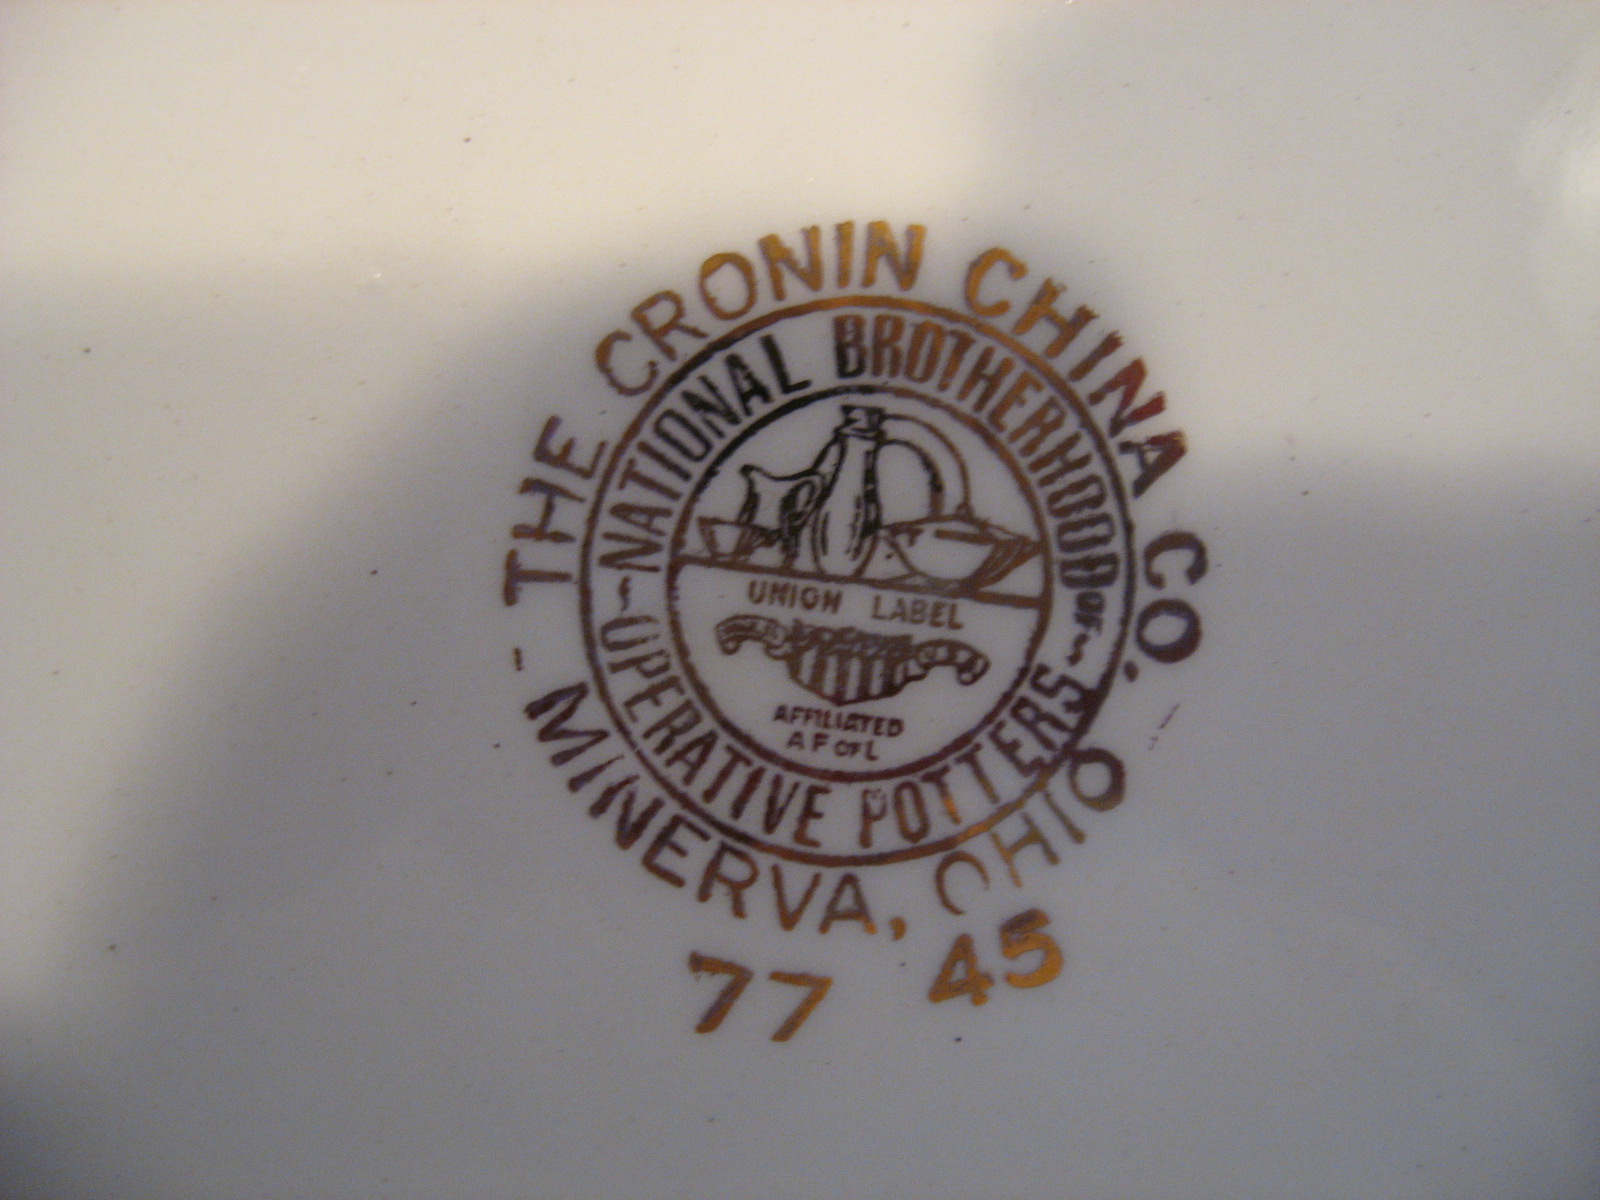 THE CRONIN CHINA CO.
NATIONAL BROTHERHOOD OF
OPERATIVE POTTERS
UNION LABEL
AFFILIATED
A F OF L
- MINERVA, OHIO
77 45